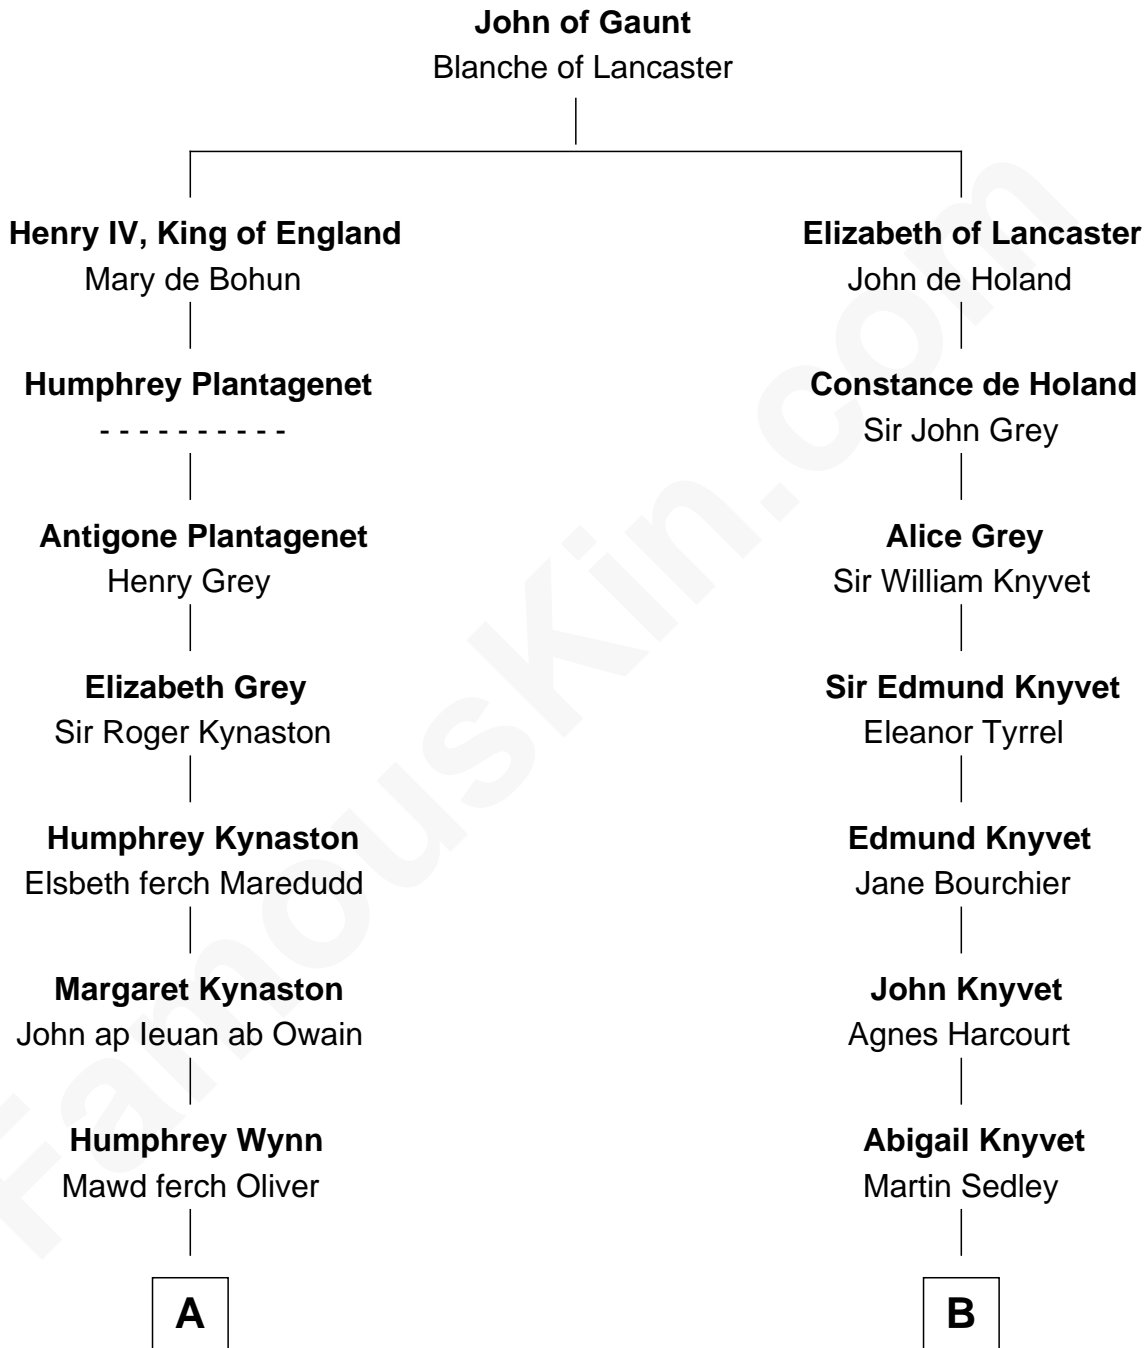 John of Gaunt
Blanche of Lancaster
Henry IV, King of England
Mary de Bohun
Humphrey Plantagenet
- - - - - - - - - -
Antigone Plantagenet
Henry Grey
Elizabeth Grey
Sir Roger Kynaston
Humphrey Kynaston
Elsbeth ferch Maredudd
Margaret Kynaston
John ap Ieuan ab Owain
Humphrey Wynn
Mawd ferch Oliver
A
Elizabeth of Lancaster
John de Holand
Constance de Holand
Sir John Grey
Alice Grey
Sir William Knyvet
Sir Edmund Knyvet
Eleanor Tyrrel
Edmund Knyvet
Jane Bourchier
John Knyvet
Agnes Harcourt
Abigail Knyvet
Martin Sedley
B
FamousKin.com